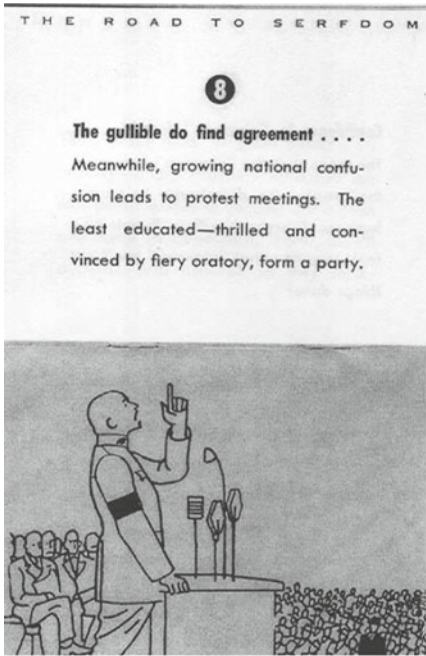 THE ROAD TO SERFDOM
8
The gullible do find agreement . . . .
Meanwhile, growing national confu-
sion leads to protest meetings. The
least educated—thrilled and con-
vinced by fiery oratory, form a party.